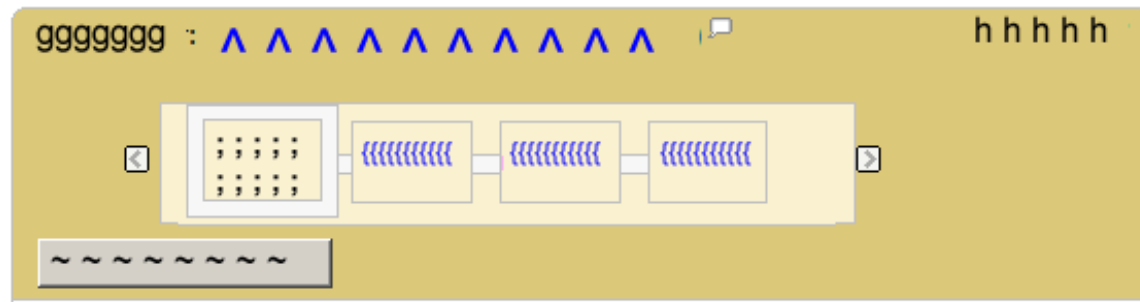 ggggggg : ʌ ʌ ʌ ʌ ʌ ʌ ʌ ʌ ʌ ʌ h h h h h
; ; ; ; ; {{{{{{{{{{{ {{{{{{{{{{{ {{{{{{{{{{{
; ; ; ; ;
~ ~ ~ ~ ~ ~ ~ ~